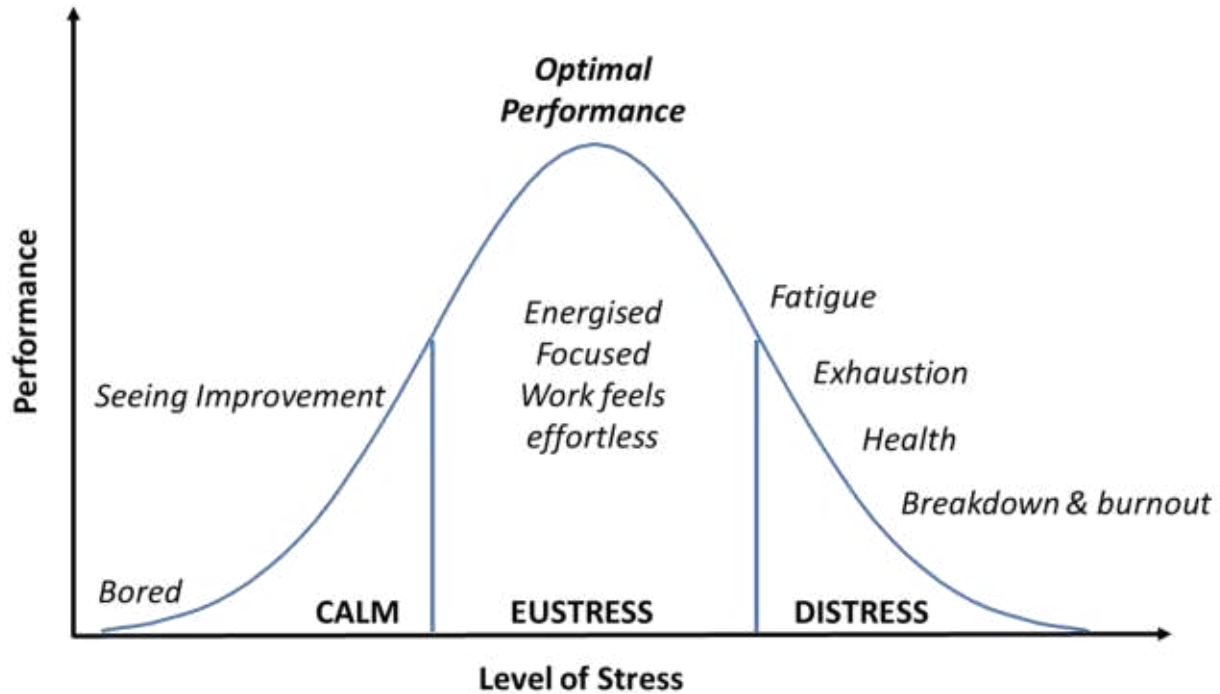 Optimal
Performance
Performance
Energised
Focused
Work feels
effortless
Fatigue
Exhaustion
Seeing Improvement
Health
Breakdown & burnout
Bored
CALM
EUSTRESS
DISTRESS
Level of Stress